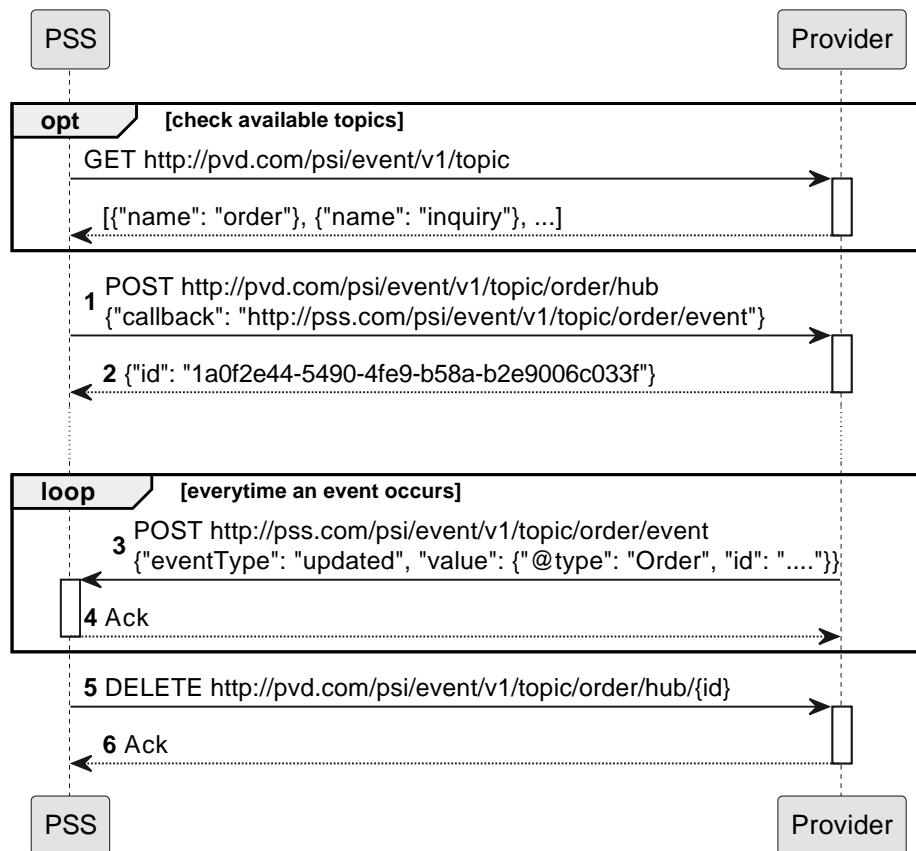 PSS Provider
opt [check available topics]
GET http://pvd.com/psi/event/v1/topic
[{"name": "order"}, {"name": "inquiry"}, ...]
1 POST http://pvd.com/psi/event/v1/topic/order/hub
{"callback": "http://pss.com/psi/event/v1/topic/order/event"}
2 {"id": "1a0f2e44-5490-4fe9-b58a-b2e9006c033f"}
loop [everytime an event occurs]
3 POST http://pss.com/psi/event/v1/topic/order/event
{"eventType": "updated", "value": {"@type": "Order", "id": "...."}}
4 Ack
5 DELETE http://pvd.com/psi/event/v1/topic/order/hub/{id}
6 Ack
PSS Provider